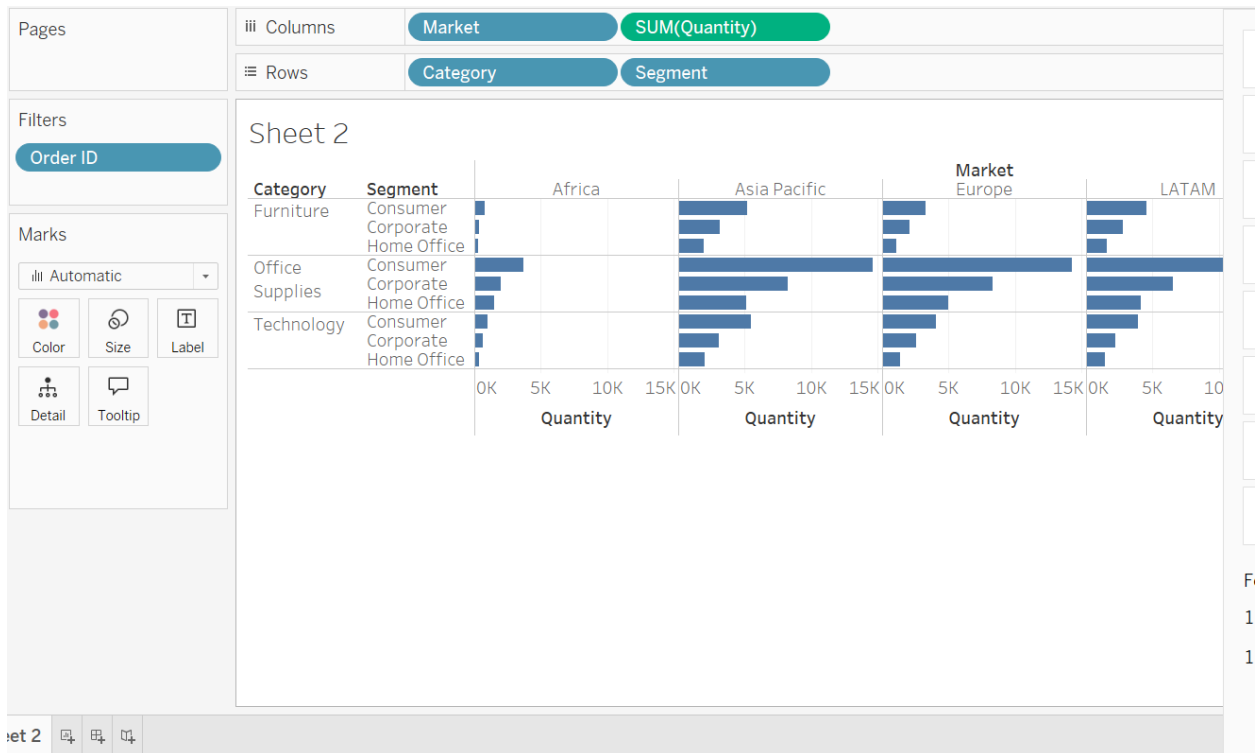 Pages
Columns
Market
SUM(Quantity)
Rows
Category
Segment
Filters
Order ID
Marks
Automatic
Color
Size
Label
Detail
Tooltip
Sheet 2
Market
Category Segment Africa Asia Pacific Europe LATAM
Furniture Consumer
Corporate
Home Office
Office Supplies Consumer
Corporate
Home Office
Technology Consumer
Corporate
Home Office
0K 5K 10K 15K 0K 5K 10K 15K 0K 5K 10K 15K 0K 5K 10
Quantity Quantity Quantity Quantity
1
1
eet 2